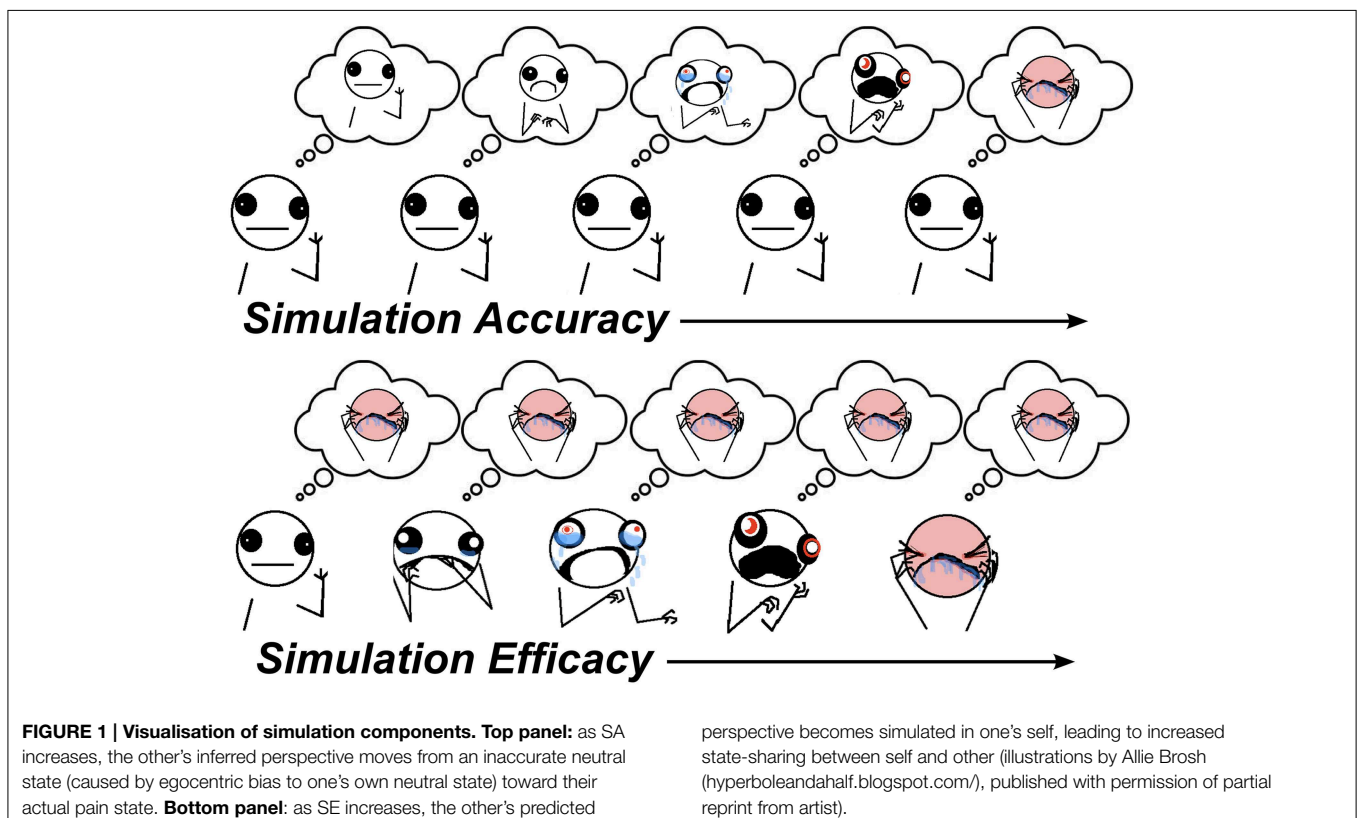 Simulation Accuracy
Simulation Efficacy
FIGURE 1 | Visualisation of simulation components. Top panel: as SA
increases, the other's inferred perspective moves from an inaccurate neutral
state (caused by egocentric bias to one's own neutral state) toward their
actual pain state. Bottom panel: as SE increases, the other's predicted
perspective becomes simulated in one's self, leading to increased
state-sharing between self and other (illustrations by Allie Brosh
(hyperboleandahalf.blogspot.com/), published with permission of partial
reprint from artist).